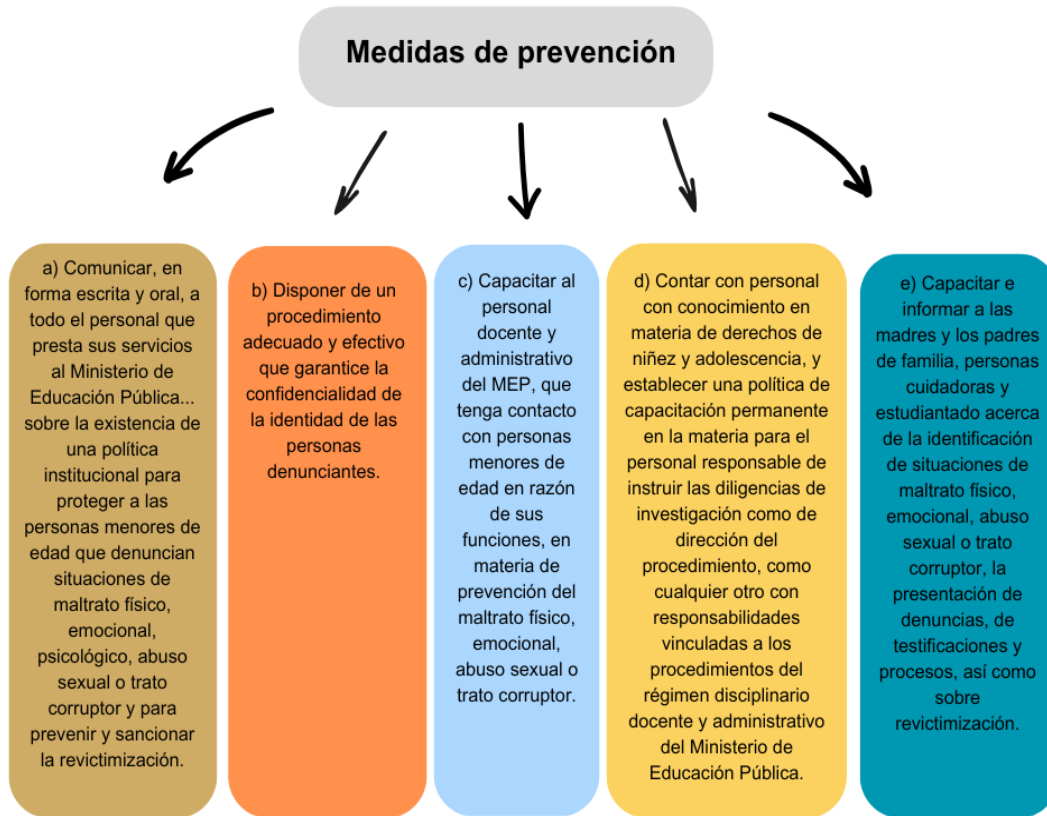 Medidas de prevención
a) Comunicar, en
forma escrita y oral, a
todo el personal que
presta sus servicios
al Ministerio de
Educación Pública...
sobre la existencia de
una política
institucional para
proteger a las
personas menores de
edad que denuncian
situaciones de
maltrato físico,
emocional,
psicológico, abuso
sexual o trato
corruptor y para
prevenir y sancionar
la revictimización.
b) Disponer de un
procedimiento
adecuado y efectivo
que garantice la
confidencialidad de
la identidad de las
personas
denunciantes.
c) Capacitar al
personal
docente y
administrativo
del MEP, que
tenga contacto
con personas
menores de
edad en razón
de sus
funciones, en
materia de
prevención del
maltrato físico,
emocional,
abuso sexual o
trato corruptor.
d) Contar con personal
con conocimiento en
materia de derechos de
niñez y adolescencia, y
establecer una política de
capacitación permanente
en la materia para el
personal responsable de
instruir las diligencias de
investigación como de
dirección del
procedimiento, como
cualquier otro con
responsabilidades
vinculadas a los
procedimientos del
régimen disciplinario
docente y administrativo
del Ministerio de
Educación Pública.
e) Capacitar e
informar a las
madres y los padres
de familia, personas
cuidadoras y
estudiantado acerca
de la identificación
de situaciones de
maltrato físico,
emocional, abuso
sexual o trato
corruptor, la
presentación de
denuncias, de
testificaciones y
procesos, así como
sobre
revictimización.